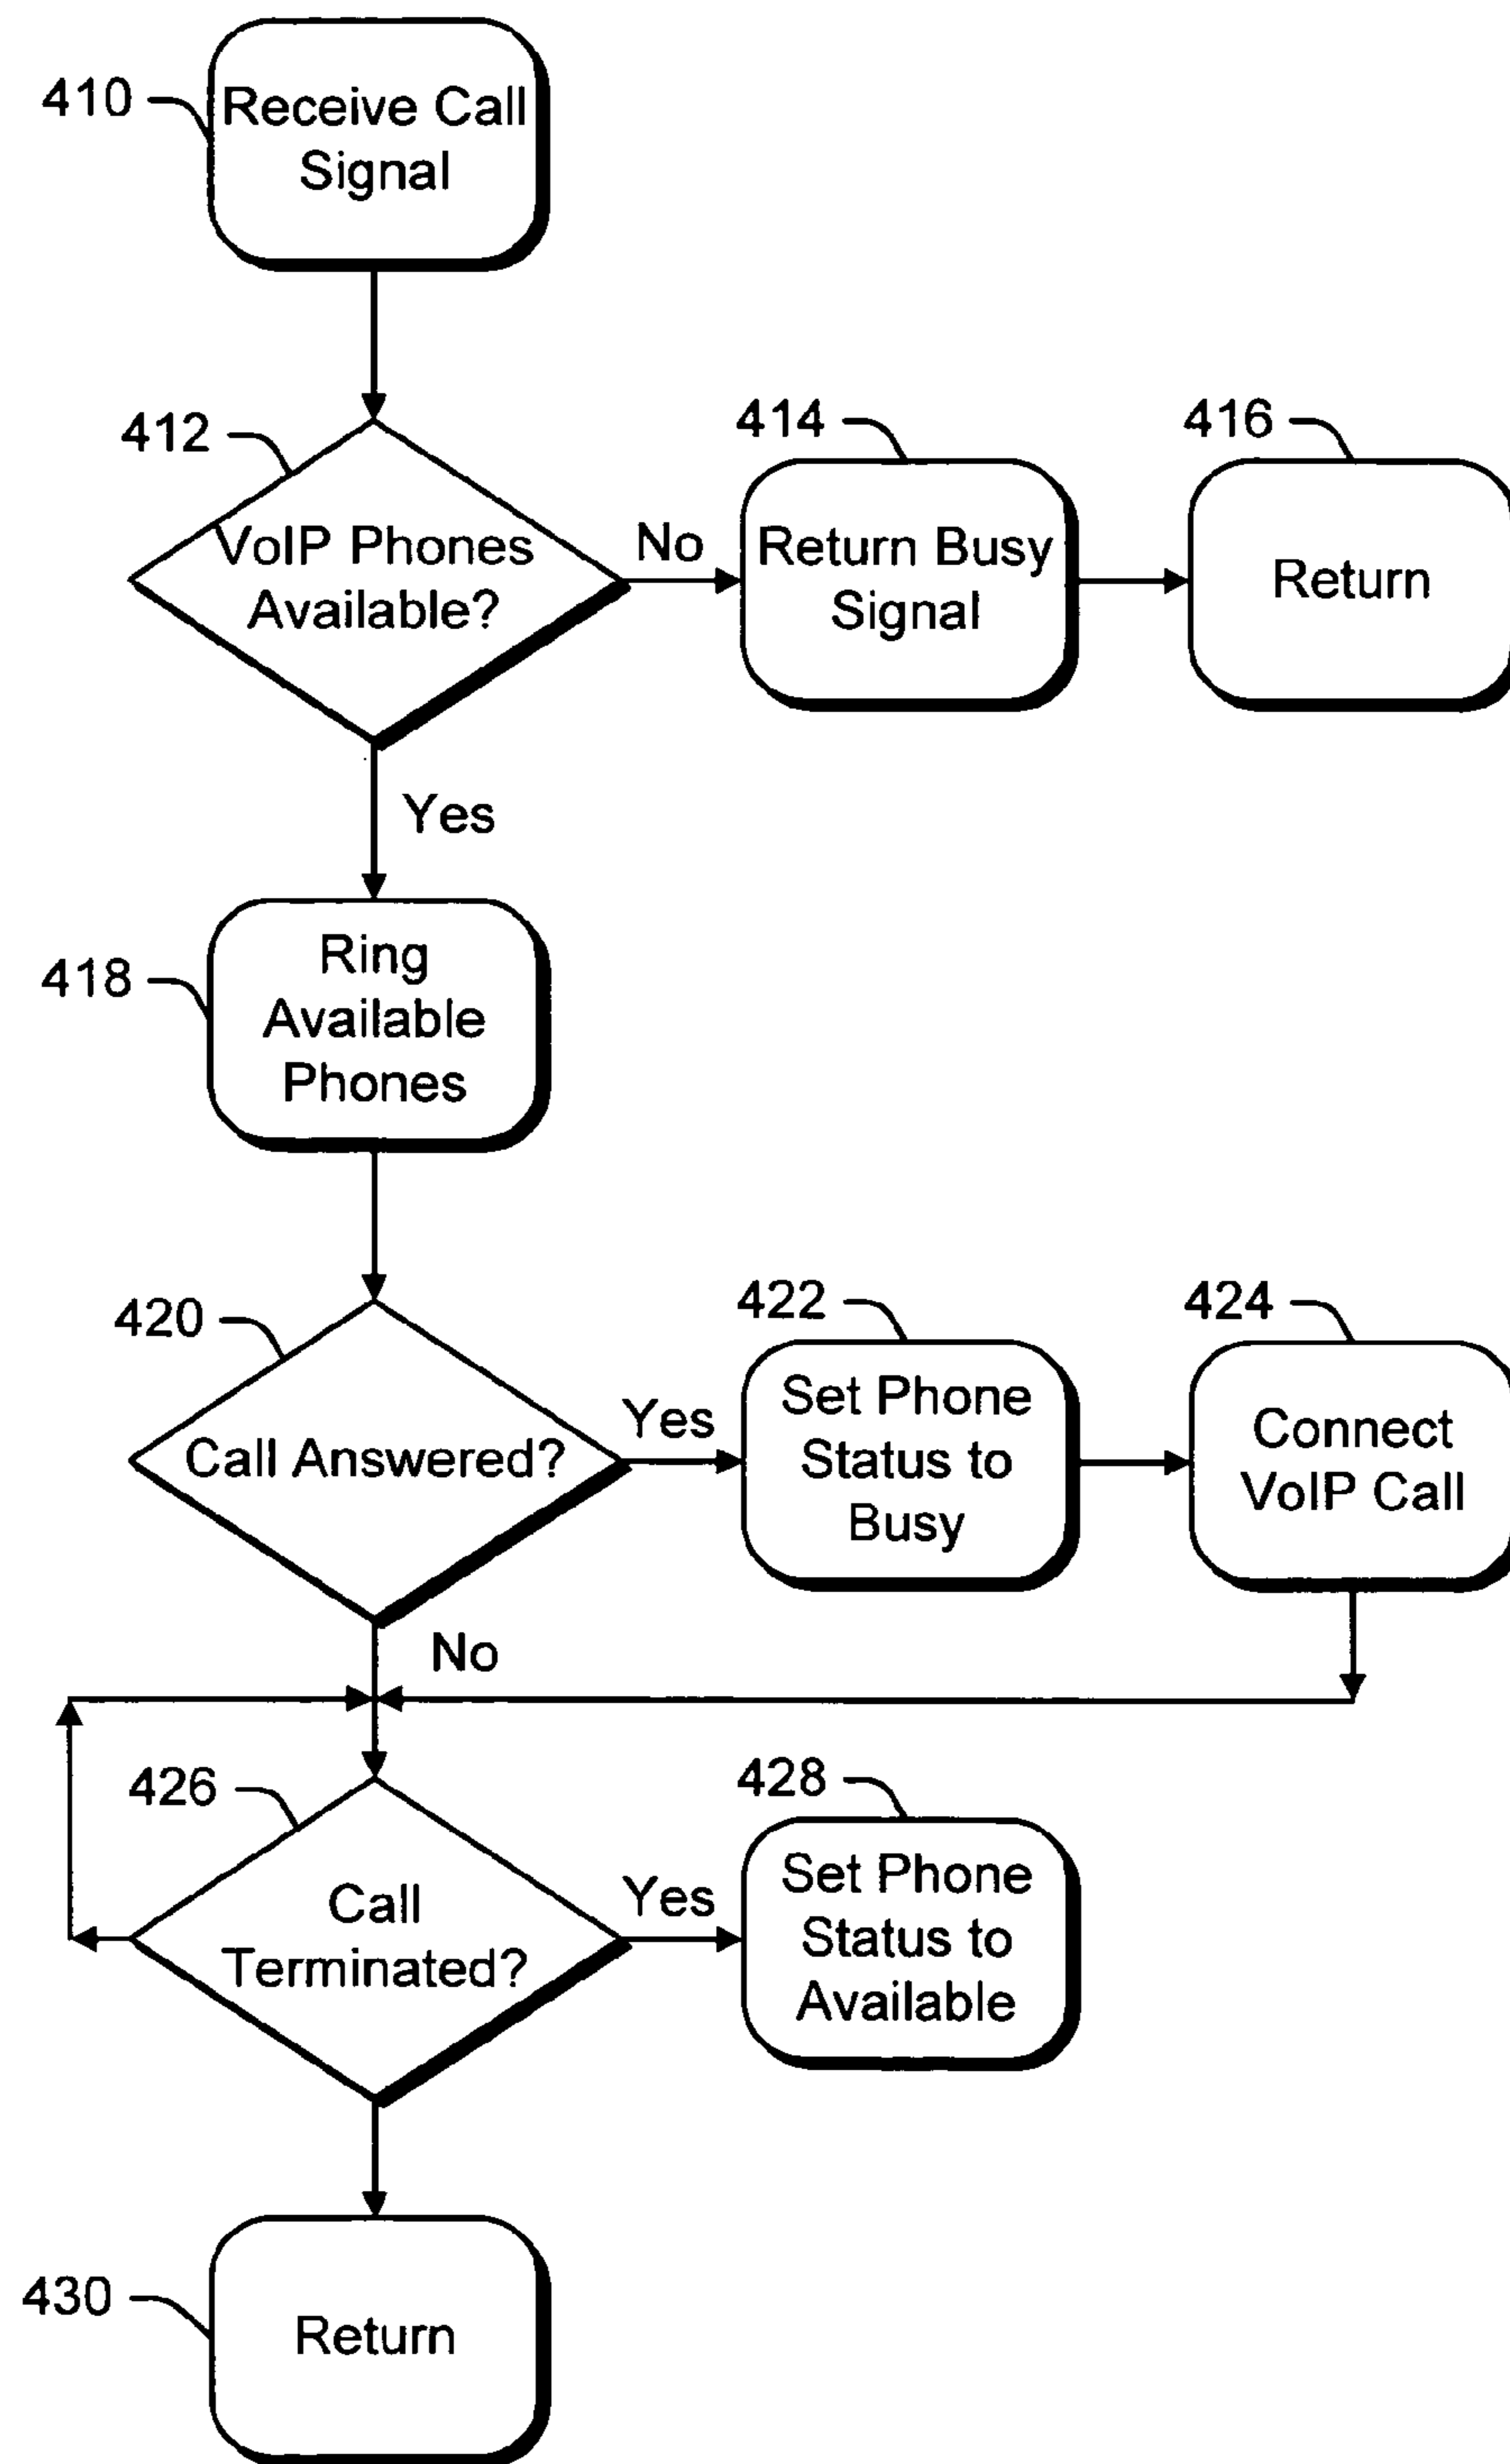 410
Receive Call
Signal
412
VoIP Phones
Available?
No
414
Return Busy
Signal
416
Return
Yes
418
Ring
Available
Phones
420
Call Answered?
Yes
422
Set Phone
Status to
Busy
424
Connect
VoIP Call
No
426
Call
Terminated?
Yes
428
Set Phone
Status to
Available
430
Return